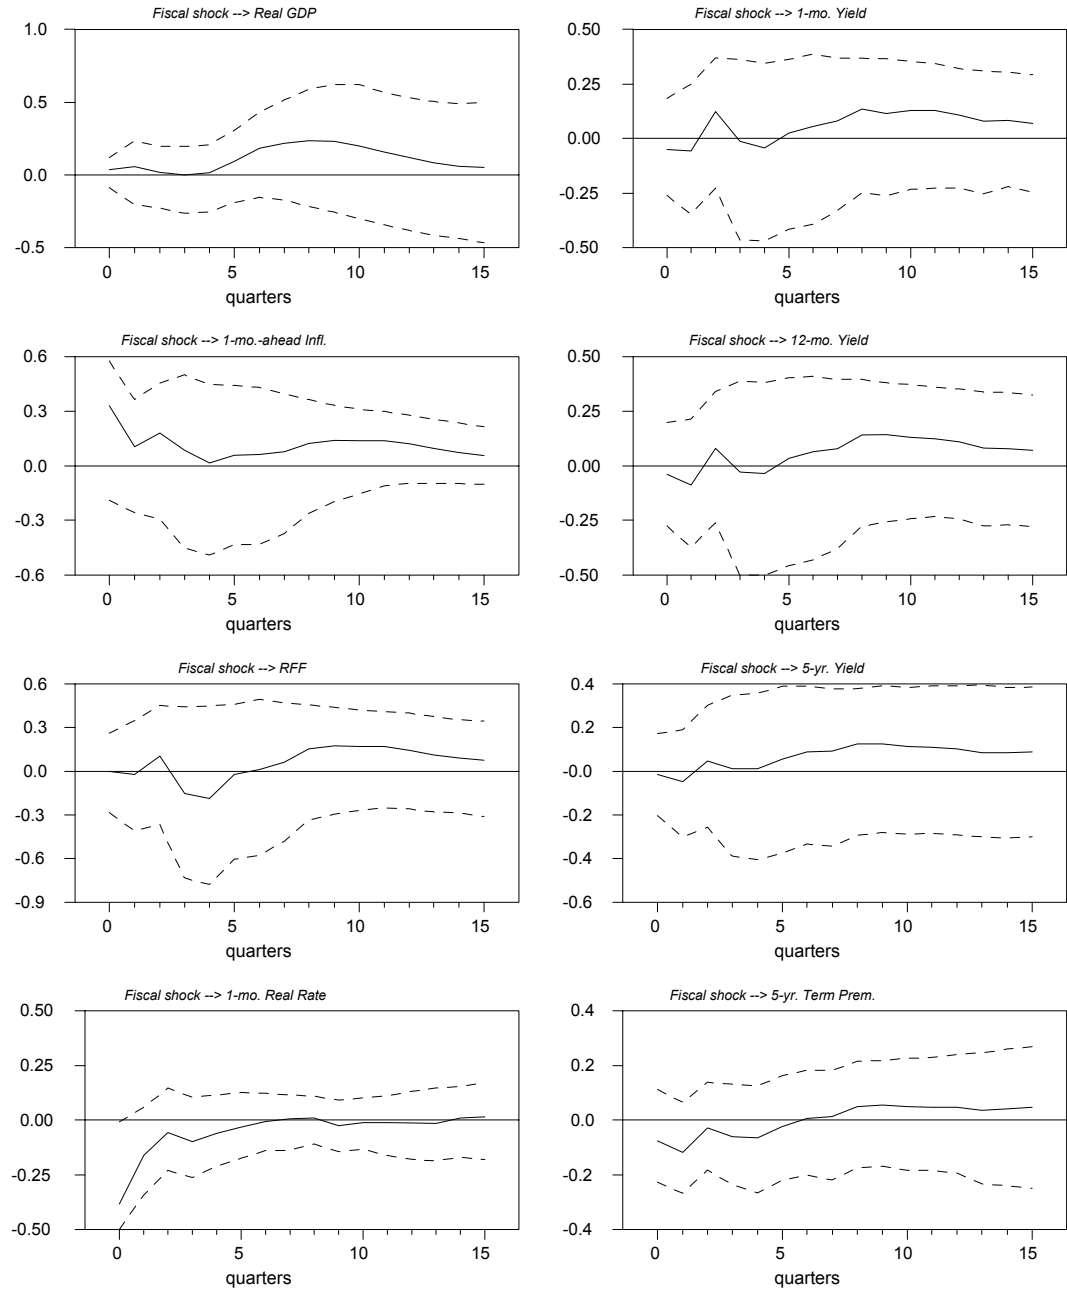 Fiscal shock --> Real GDP
1.0
0.5
0.0
-0.5
0 5 10 15
quarters
Fiscal shock --> 1-mo. Yield
0.50
0.25
0.00
-0.25
-0.50
0 5 10 15
quarters
Fiscal shock --> 1-mo.-ahead Infl.
0.6
0.3
0.0
-0.3
-0.6
0 5 10 15
quarters
Fiscal shock --> 12-mo. Yield
0.50
0.25
0.00
-0.25
-0.50
0 5 10 15
quarters
Fiscal shock --> RFF
0.6
0.3
0.0
-0.3
-0.6
-0.9
0 5 10 15
quarters
Fiscal shock --> 5-yr. Yield
0.4
0.2
-0.0
-0.2
-0.4
-0.6
0 5 10 15
quarters
Fiscal shock --> 1-mo. Real Rate
0.50
0.25
0.00
-0.25
-0.50
0 5 10 15
quarters
Fiscal shock --> 5-yr. Term Prem.
0.4
0.2
0.0
-0.2
-0.4
0 5 10 15
quarters